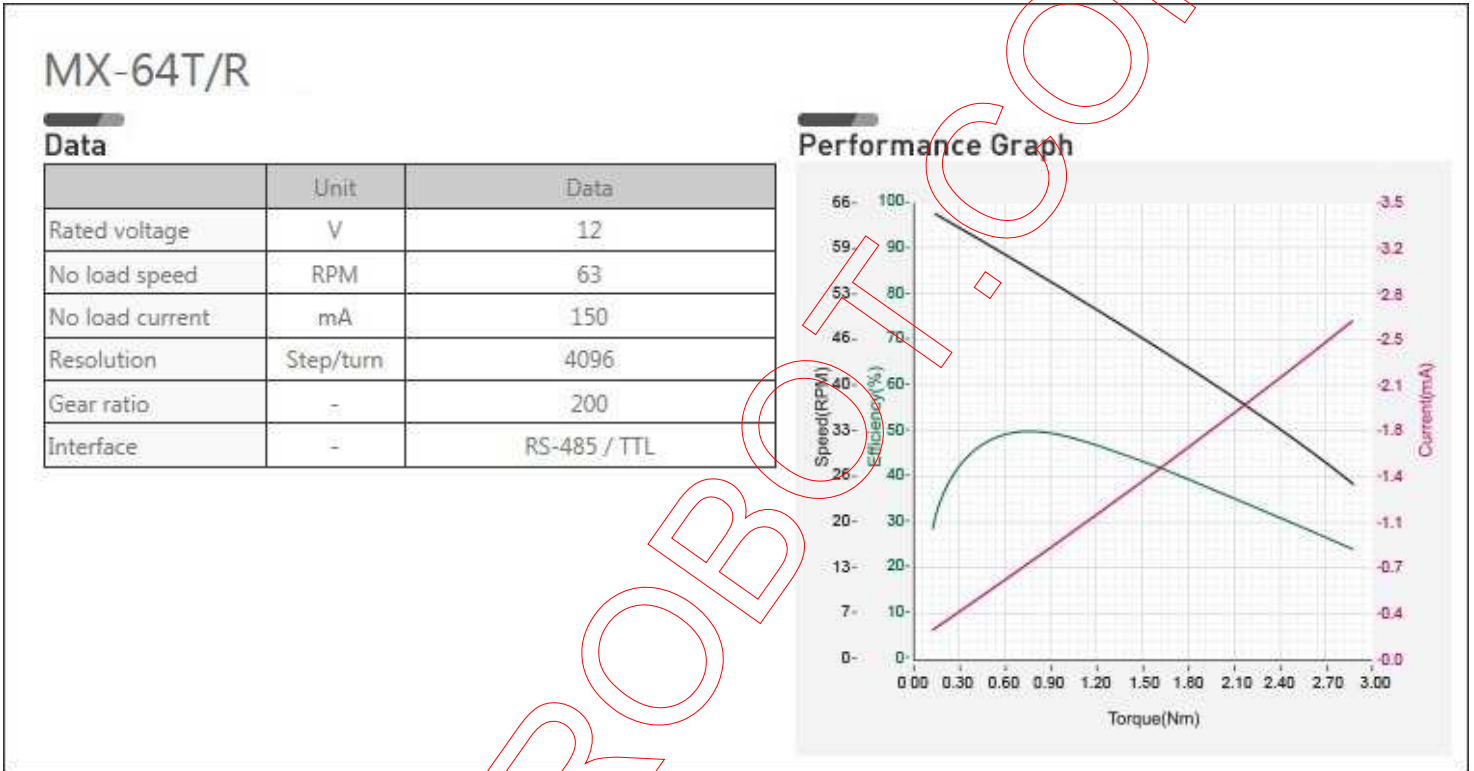 MX-64T/R
Data
Unit Data
Rated voltage V 12
No load speed RPM 63
No load current mA 150
Resolution Step/turn 4096
Gear ratio - 200
Interface - RS-485 / TTL
Performance Graph
66- 100- -3.5
59- 90- -3.2
53- 80- -2.8
46- 70- -2.5
40- 60- -2.1
33- 50- -1.8
26- 40- -1.4
20- 30- -1.1
13- 20- -0.7
7- 10- -0.4
0- 0- -0.0
Speed(RPM)
Efficiency(%)
Current(mA)
0.00 0.30 0.60 0.90 1.20 1.50 1.80 2.10 2.40 2.70 3.00
Torque(Nm)
ROBOT.CO